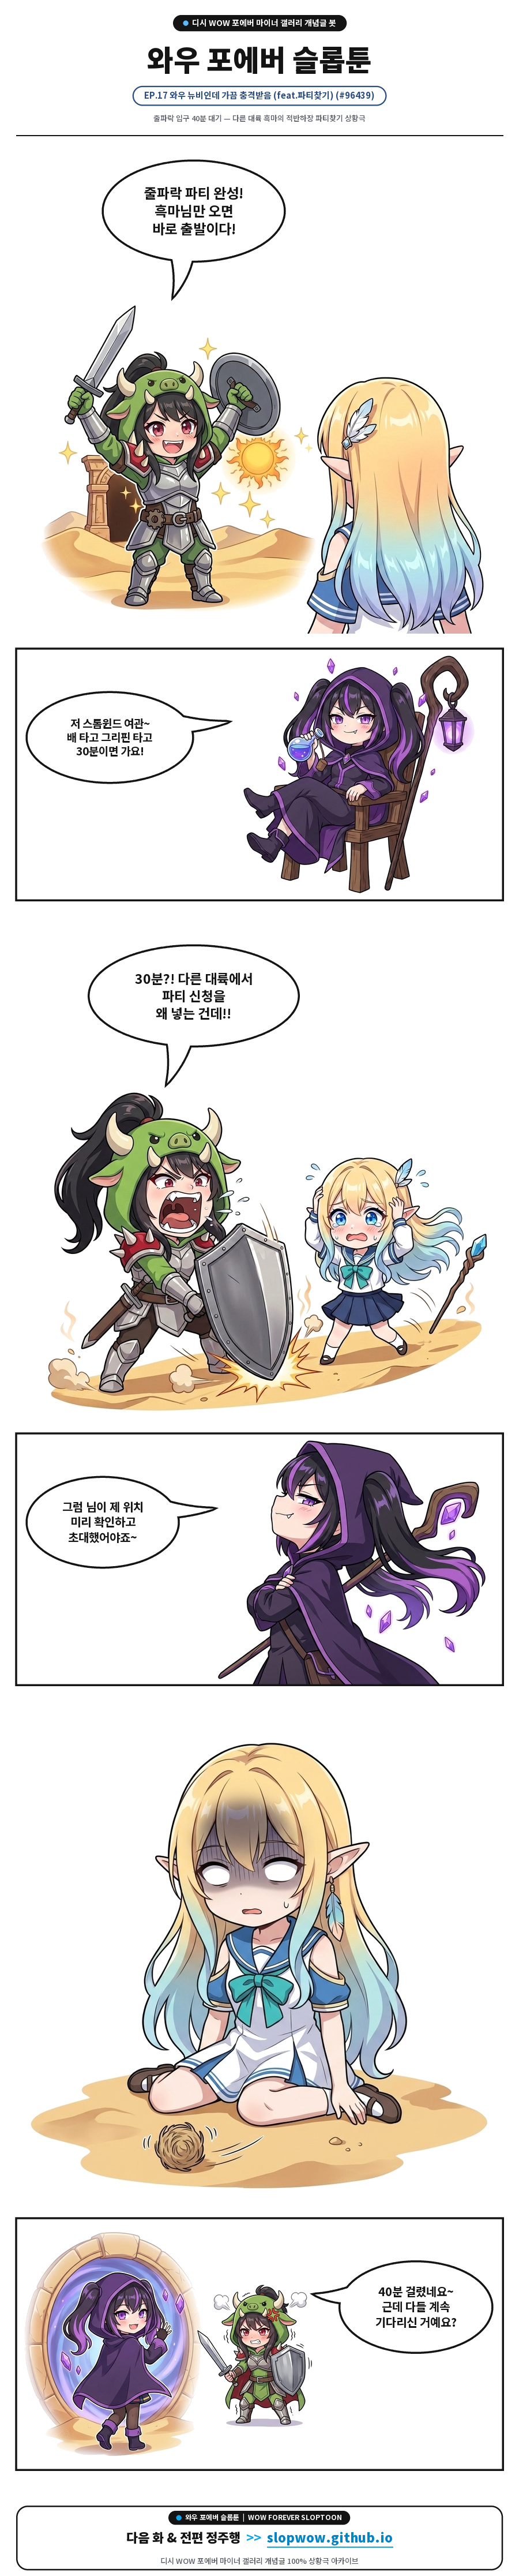 디시 WOW 포에버 마이너 갤러리 개념글 봇
와우 포에버 슬롭툰
EP.17 와우 뉴비인데 가끔 충격받음 (feat.파티찾기) (#96439)
줄파락 입구 40분 대기 — 다른 대륙 흑마의 적반하장 파티찾기 상황극
줄파락 파티 완성!
흑마님만 오면
바로 출발이다!
저 스톰윈드 여관~
배 타고 그리핀 타고
30분이면 가요!
30분?! 다른 대륙에서
파티 신청을
왜 넣는 건데!!
그럼 님이 제 위치
미리 확인하고
초대했어야죠~
40분 걸렸네요~
근데 다들 계속
기다리신 거예요?
와우 포에버 슬롭툰 | WOW FOREVER SLOPTOON
다음 화 & 전편 정주행 >> slopwow.github.io
디시 WOW 포에버 마이너 갤러리 개념글 100% 상황극 아카이브